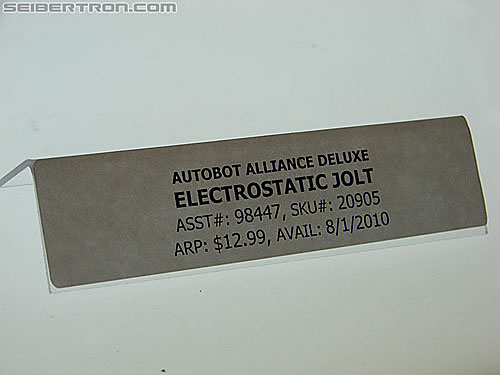 SEIBERTRON.COM
AUTOBOT ALLIANCE DELUXE
ELECTROSTATIC JOLT
ASST#: 98447, SKU#: 20905
ARP: $12.99, AVAIL: 8/1/2010